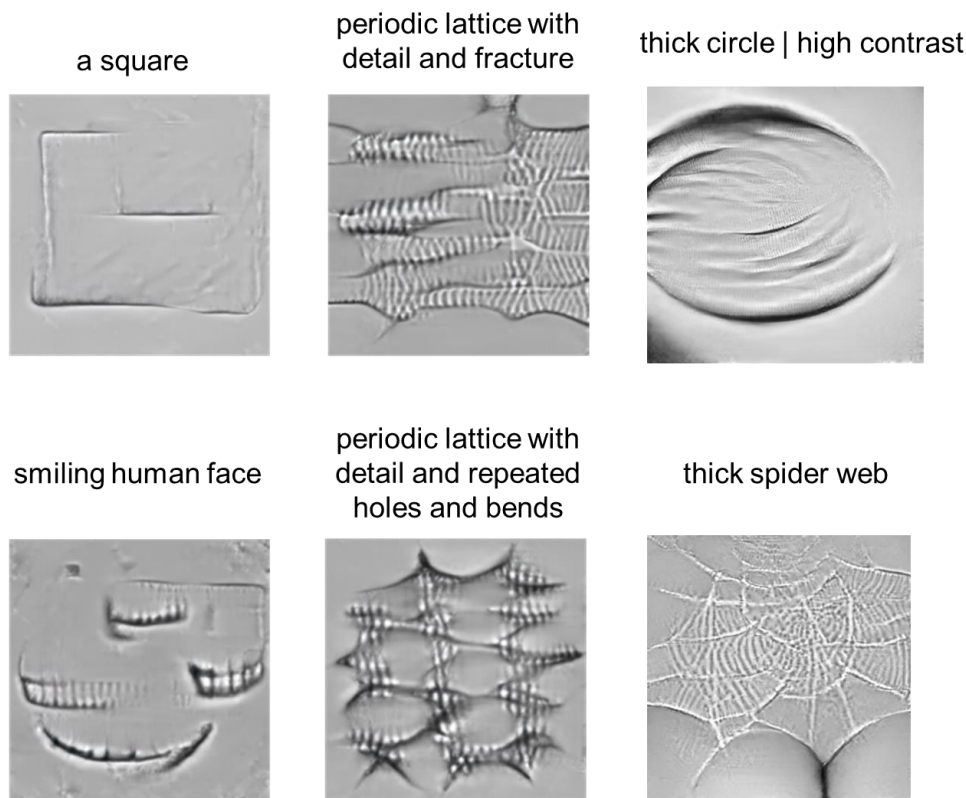 a square
periodic lattice with
detail and fracture
thick circle | high contrast
smiling human face
periodic lattice with
detail and repeated
holes and bends
thick spider web